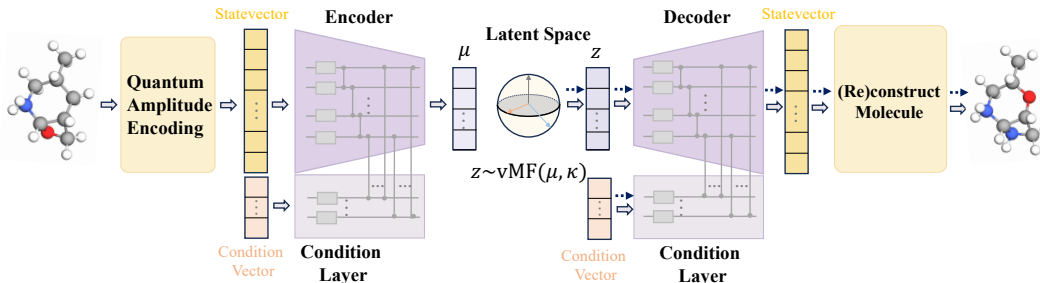 Statevector
Encoder
Decoder
Statevector
Latent Space
μ
z
Quantum
Amplitude
Encoding
(Re)construct
Molecule
z~vMF(μ, κ)
Condition
Vector
Condition
Layer
Condition
Vector
Condition
Layer